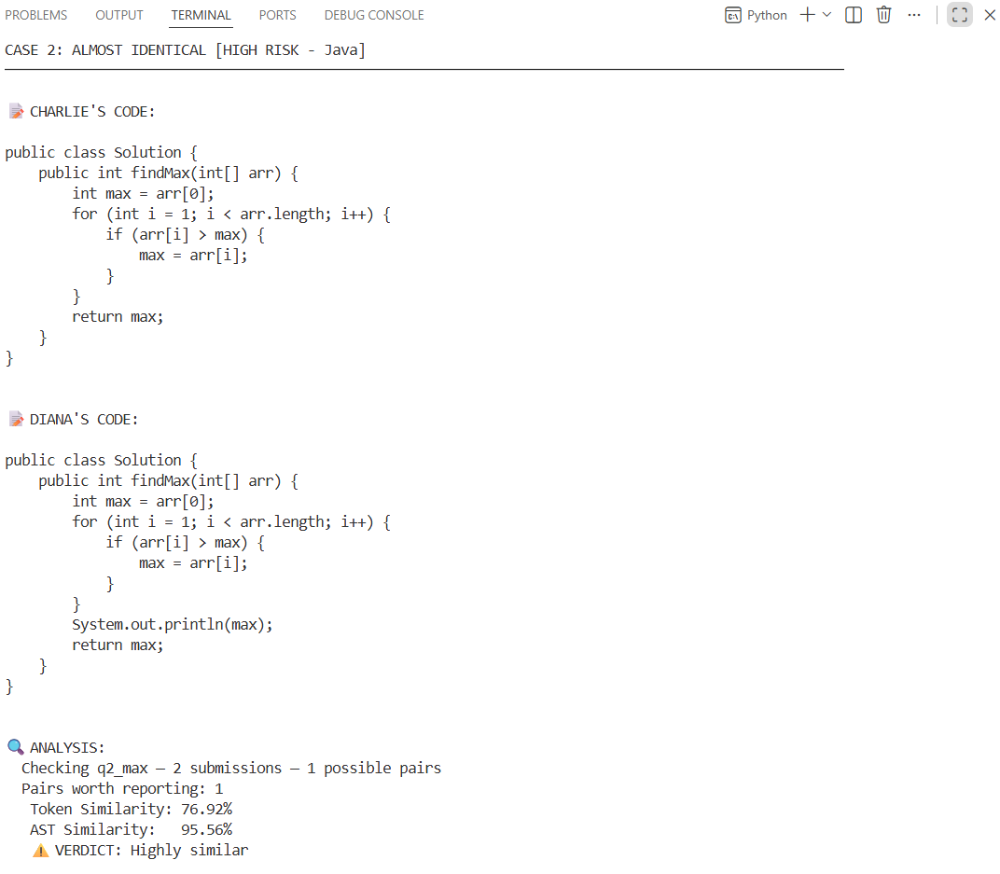 PROBLEMS OUTPUT TERMINAL PORTS DEBUG CONSOLE Python
CASE 2: ALMOST IDENTICAL [HIGH RISK - Java]
CHARLIE'S CODE:
public class Solution {
    public int findMax(int[] arr) {
        int max = arr[0];
        for (int i = 1; i < arr.length; i++) {
            if (arr[i] > max) {
                max = arr[i];
            }
        }
        return max;
    }
}
DIANA'S CODE:
public class Solution {
    public int findMax(int[] arr) {
        int max = arr[0];
        for (int i = 1; i < arr.length; i++) {
            if (arr[i] > max) {
                max = arr[i];
            }
        }
        System.out.println(max);
        return max;
    }
}
ANALYSIS:
Checking q2_max — 2 submissions — 1 possible pairs
Pairs worth reporting: 1
Token Similarity: 76.92%
AST Similarity:   95.56%
VERDICT: Highly similar